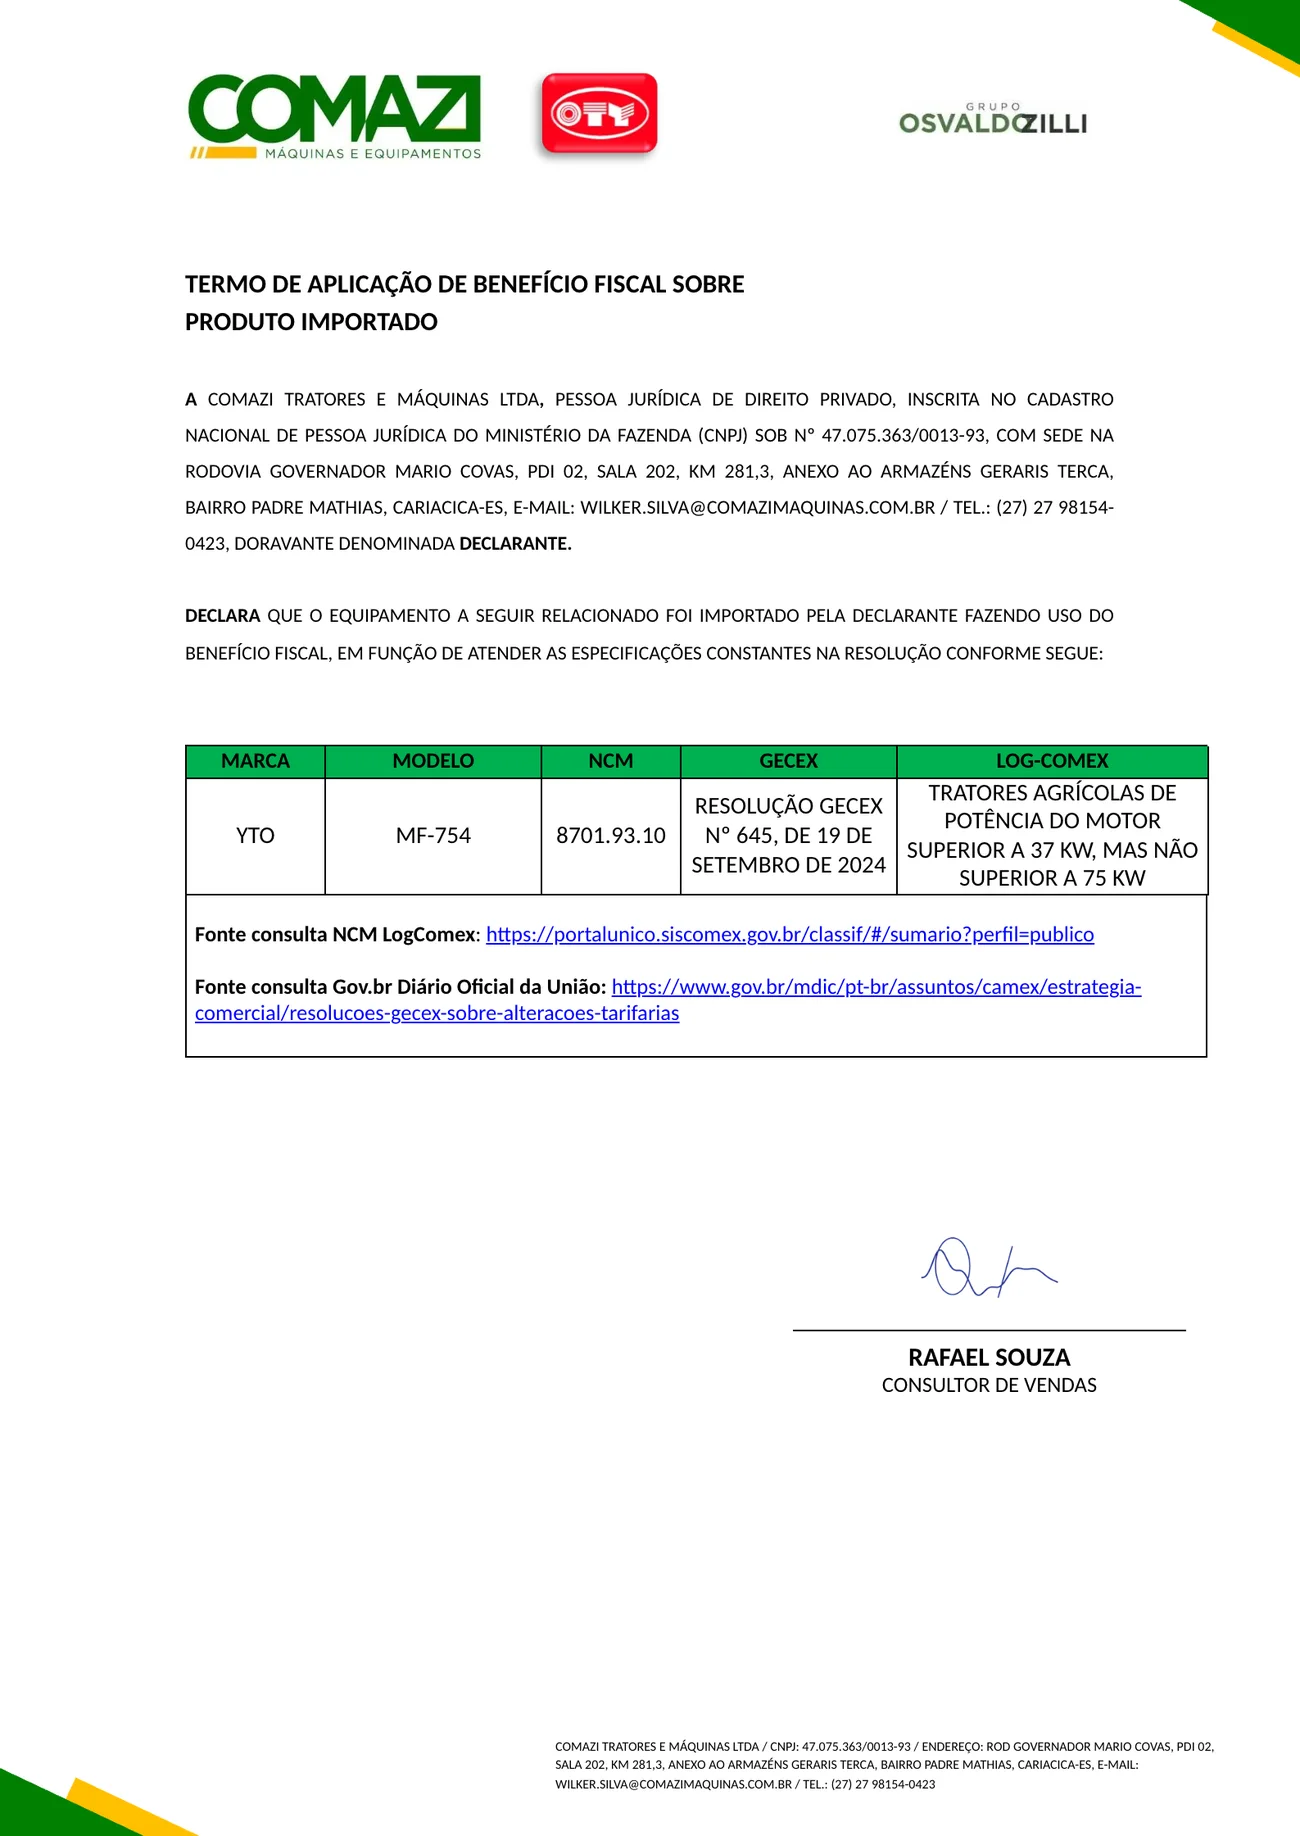 COMAZI
MÁQUINAS E EQUIPAMENTOS
YTO
GRUPO
OSVALDOZILLI
TERMO DE APLICAÇÃO DE BENEFÍCIO FISCAL SOBRE
PRODUTO IMPORTADO
A COMAZI TRATORES E MÁQUINAS LTDA, PESSOA JURÍDICA DE DIREITO PRIVADO, INSCRITA NO CADASTRO
NACIONAL DE PESSOA JURÍDICA DO MINISTÉRIO DA FAZENDA (CNPJ) SOB Nº 47.075.363/0013-93, COM SEDE NA
RODOVIA GOVERNADOR MARIO COVAS, PDI 02, SALA 202, KM 281,3, ANEXO AO ARMAZÉNS GERARIS TERCA,
BAIRRO PADRE MATHIAS, CARIACICA-ES, E-MAIL: WILKER.SILVA@COMAZIMAQUINAS.COM.BR / TEL.: (27) 27 98154-
0423, DORAVANTE DENOMINADA DECLARANTE.
DECLARA QUE O EQUIPAMENTO A SEGUIR RELACIONADO FOI IMPORTADO PELA DECLARANTE FAZENDO USO DO
BENEFÍCIO FISCAL, EM FUNÇÃO DE ATENDER AS ESPECIFICAÇÕES CONSTANTES NA RESOLUÇÃO CONFORME SEGUE:
MARCA MODELO NCM GECEX LOG-COMEX
YTO MF-754 8701.93.10
RESOLUÇÃO GECEX
Nº 645, DE 19 DE
SETEMBRO DE 2024
TRATORES AGRÍCOLAS DE
POTÊNCIA DO MOTOR
SUPERIOR A 37 KW, MAS NÃO
SUPERIOR A 75 KW
Fonte consulta NCM LogComex: https://portalunico.siscomex.gov.br/classif/#/sumario?perfil=publico
Fonte consulta Gov.br Diário Oficial da União: https://www.gov.br/mdic/pt-br/assuntos/camex/estrategia-
comercial/resolucoes-gecex-sobre-alteracoes-tarifarias
RAFAEL SOUZA
CONSULTOR DE VENDAS
COMAZI TRATORES E MÁQUINAS LTDA / CNPJ: 47.075.363/0013-93 / ENDEREÇO: ROD GOVERNADOR MARIO COVAS, PDI 02,
SALA 202, KM 281,3, ANEXO AO ARMAZÉNS GERARIS TERCA, BAIRRO PADRE MATHIAS, CARIACICA-ES, E-MAIL:
WILKER.SILVA@COMAZIMAQUINAS.COM.BR / TEL.: (27) 27 98154-0423